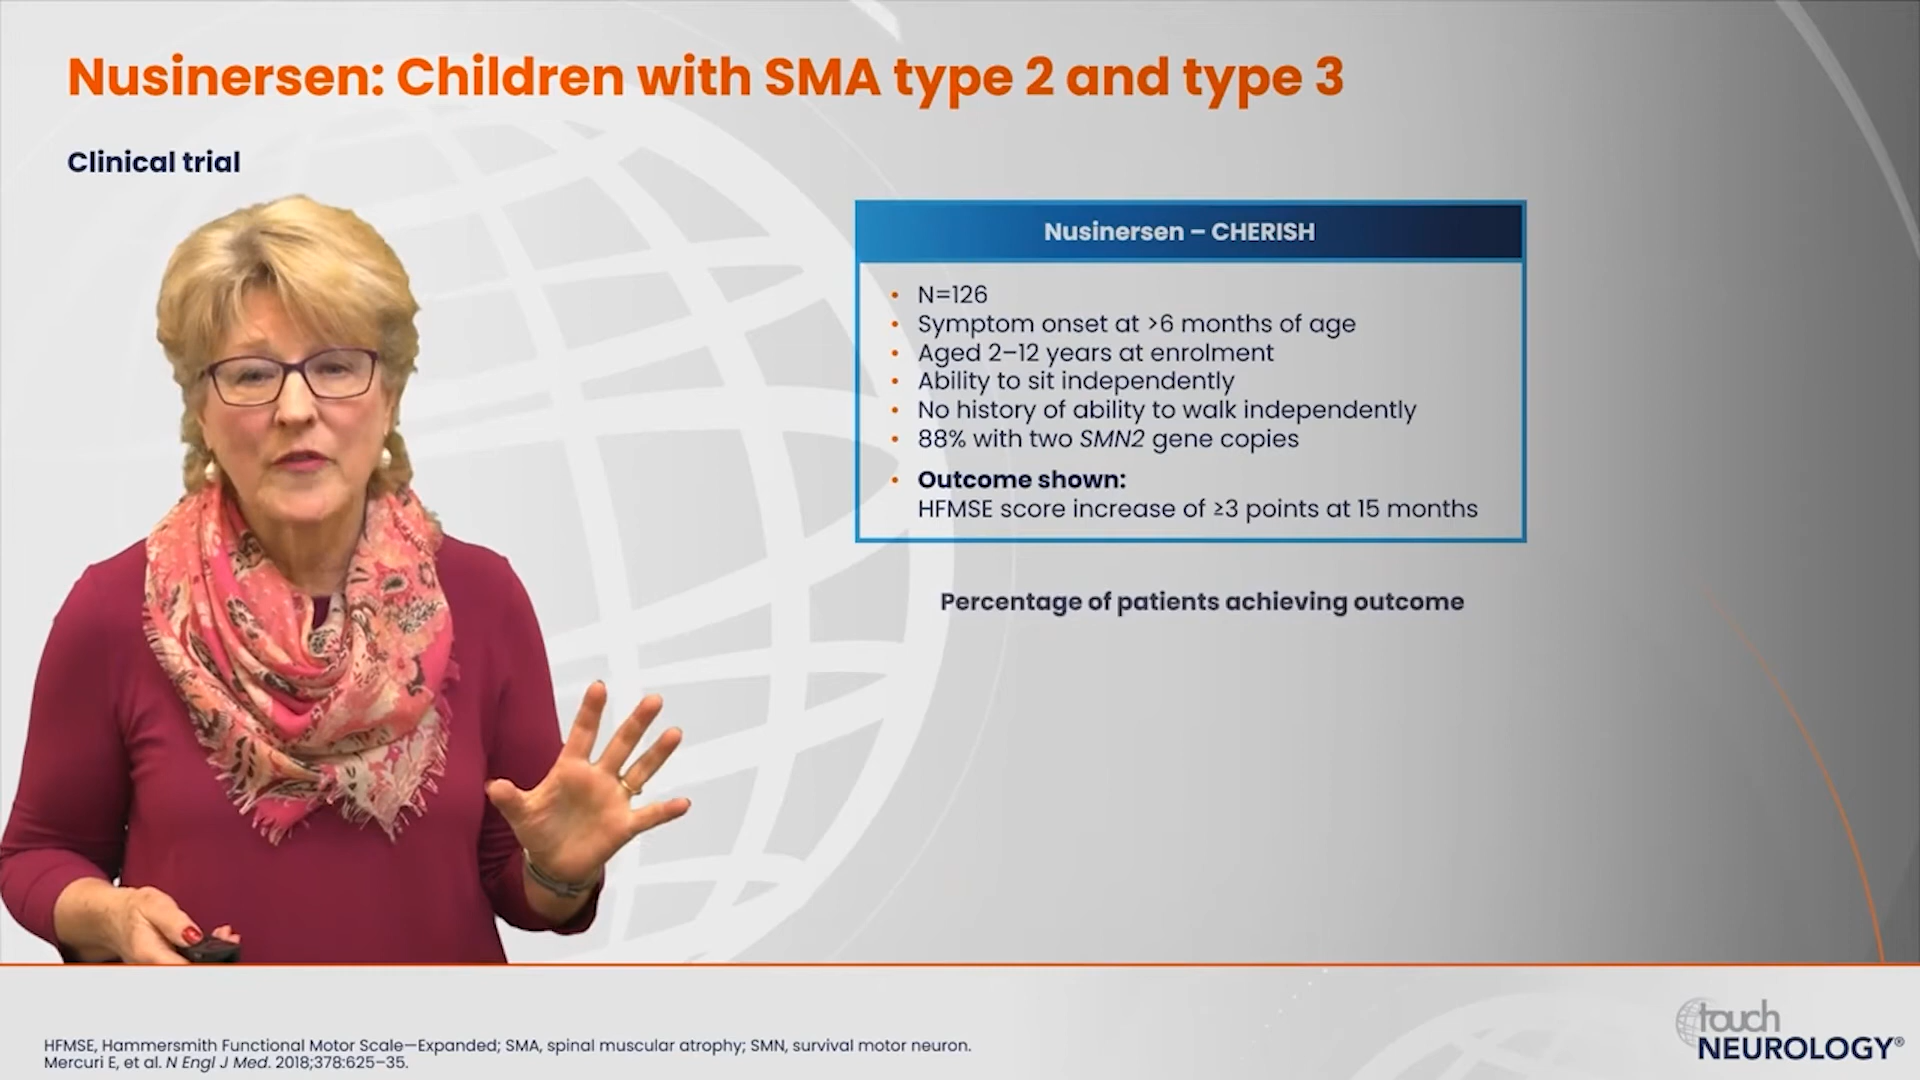 Nusinersen: Children with SMA type 2 and type 3
Clinical trial
Nusinersen – CHERISH
• N=126
• Symptom onset at >6 months of age
• Aged 2–12 years at enrolment
• Ability to sit independently
• No history of ability to walk independently
• 88% with two SMN2 gene copies
• Outcome shown:
HFMSE score increase of ≥3 points at 15 months
Percentage of patients achieving outcome
HFMSE, Hammersmith Functional Motor Scale—Expanded; SMA, spinal muscular atrophy; SMN, survival motor neuron.
Mercuri E, et al. N Engl J Med. 2018;378:625–35.
touch
NEUROLOGY®